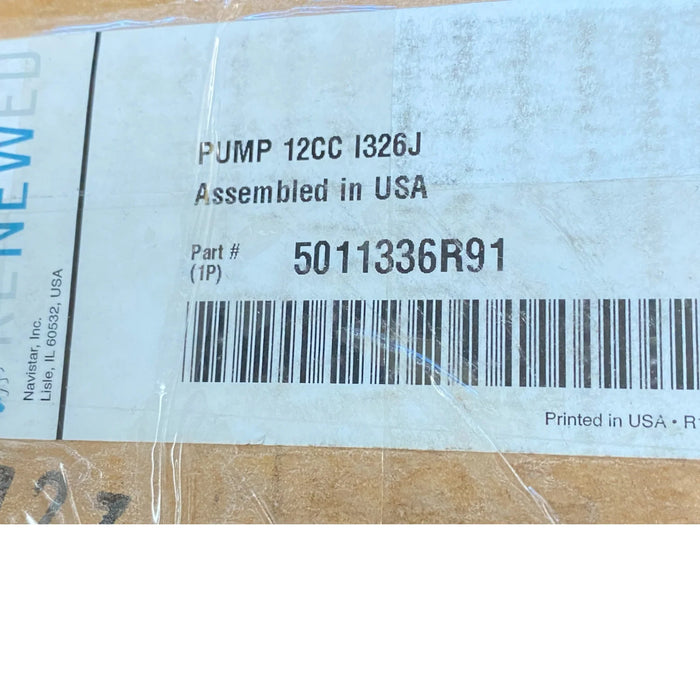 RENEWED
Navistar, Inc.
Lisle, IL 60532, USA
PUMP 12CC I326J
Assembled in USA
Part #
(1P)
5011336R91
Printed in USA • R